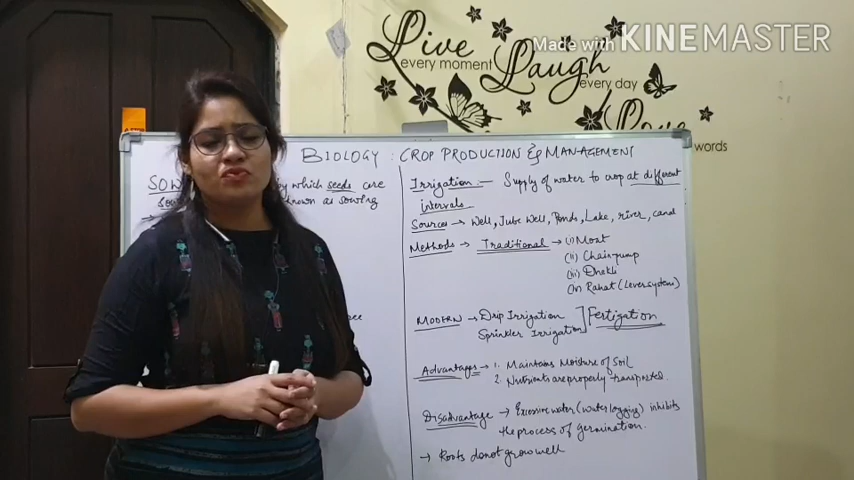 Made with KINEMASTER
Live
every moment
Laugh
every day
Love
words
BIOLOGY : CROP PRODUCTION & MANAGEMENT
SOW
by which seeds are
known as sowing
Irrigation :- Supply of water to crop at different
intervals
Sources → Well, Tube Well, Ponds, Lake, river, canal
Methods → Traditional → (i) Moat
(ii) Chain-pump
(iii) Dhekli
(iv) Rahat (Lever system)
MODERN → Drip Irrigation
Sprinkler Irrigation ] Fertigation
Advantages → 1. Maintains Moisture of Soil
2. Nutrients are properly transported.
Disadvantage → Excessive water (water logging) inhibits
the process of germination.
→ Roots donot grow well